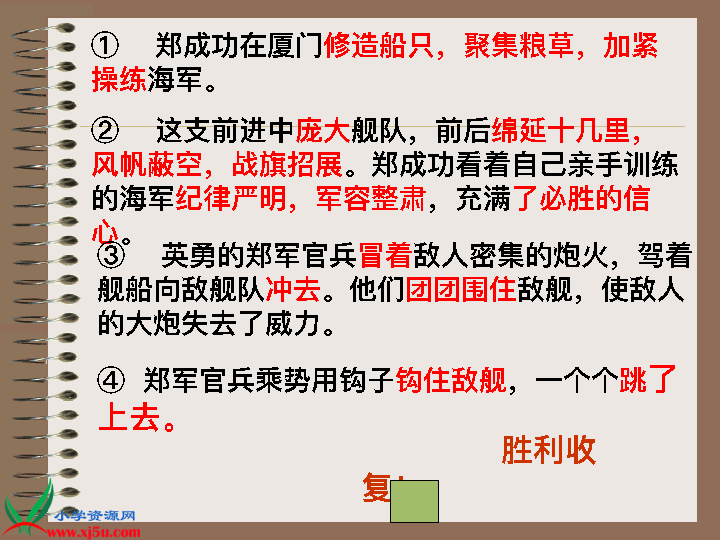 ① 郑成功在厦门修造船只，聚集粮草，加紧
操练海军。
② 这支前进中庞大舰队，前后绵延十几里，
风帆蔽空，战旗招展。郑成功看着自己亲手训练
的海军纪律严明，军容整肃，充满了必胜的信
心。
③ 英勇的郑军官兵冒着敌人密集的炮火，驾着
舰船向敌舰队冲去。他们团团围住敌舰，使敌人
的大炮失去了威力。
④ 郑军官兵乘势用钩子钩住敌舰，一个个跳了
上去。
胜利收
复
小学资源网
www.xj5u.com